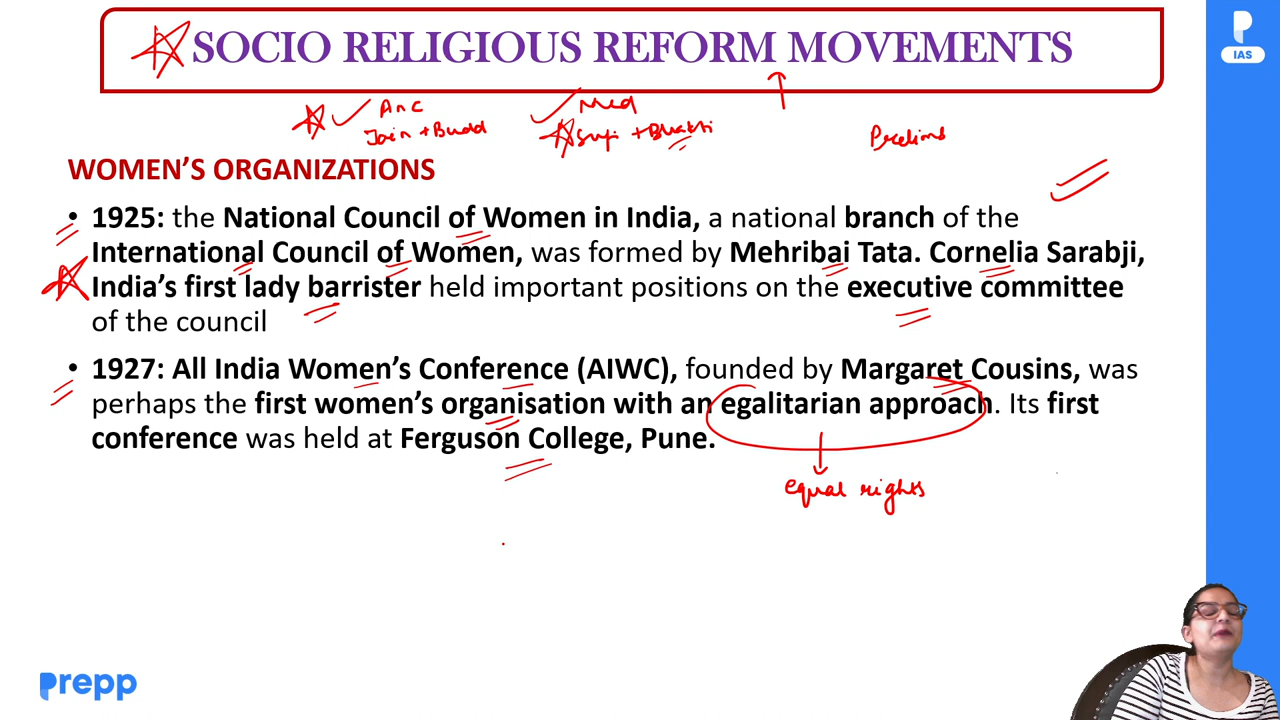 SOCIO RELIGIOUS REFORM MOVEMENTS
IAS
Anc
Jain + Budd
Med
Sufi + Bhakti
Prelims
WOMEN'S ORGANIZATIONS
• 1925: the National Council of Women in India, a national branch of the
International Council of Women, was formed by Mehribai Tata. Cornelia Sarabji,
India's first lady barrister held important positions on the executive committee
of the council
• 1927: All India Women's Conference (AIWC), founded by Margaret Cousins, was
perhaps the first women's organisation with an egalitarian approach. Its first
conference was held at Ferguson College, Pune.
equal rights
prepp